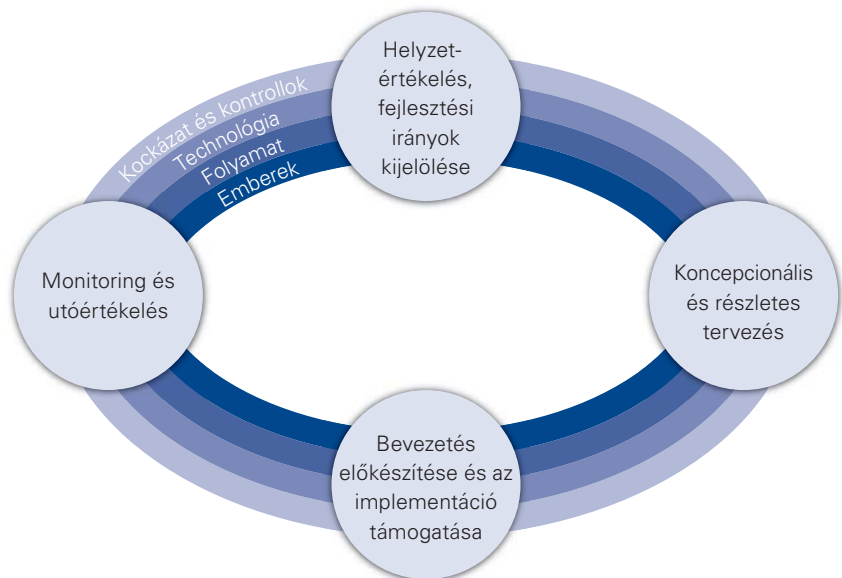 Helyzet-
értékelés,
fejlesztési
irányok
kijelölése
Kockázat és kontrollok
Technológia
Folyamat
Emberek
Monitoring és
utóértékelés
Koncepcionális
és részletes
tervezés
Bevezetés
előkészítése és az
implementáció
támogatása